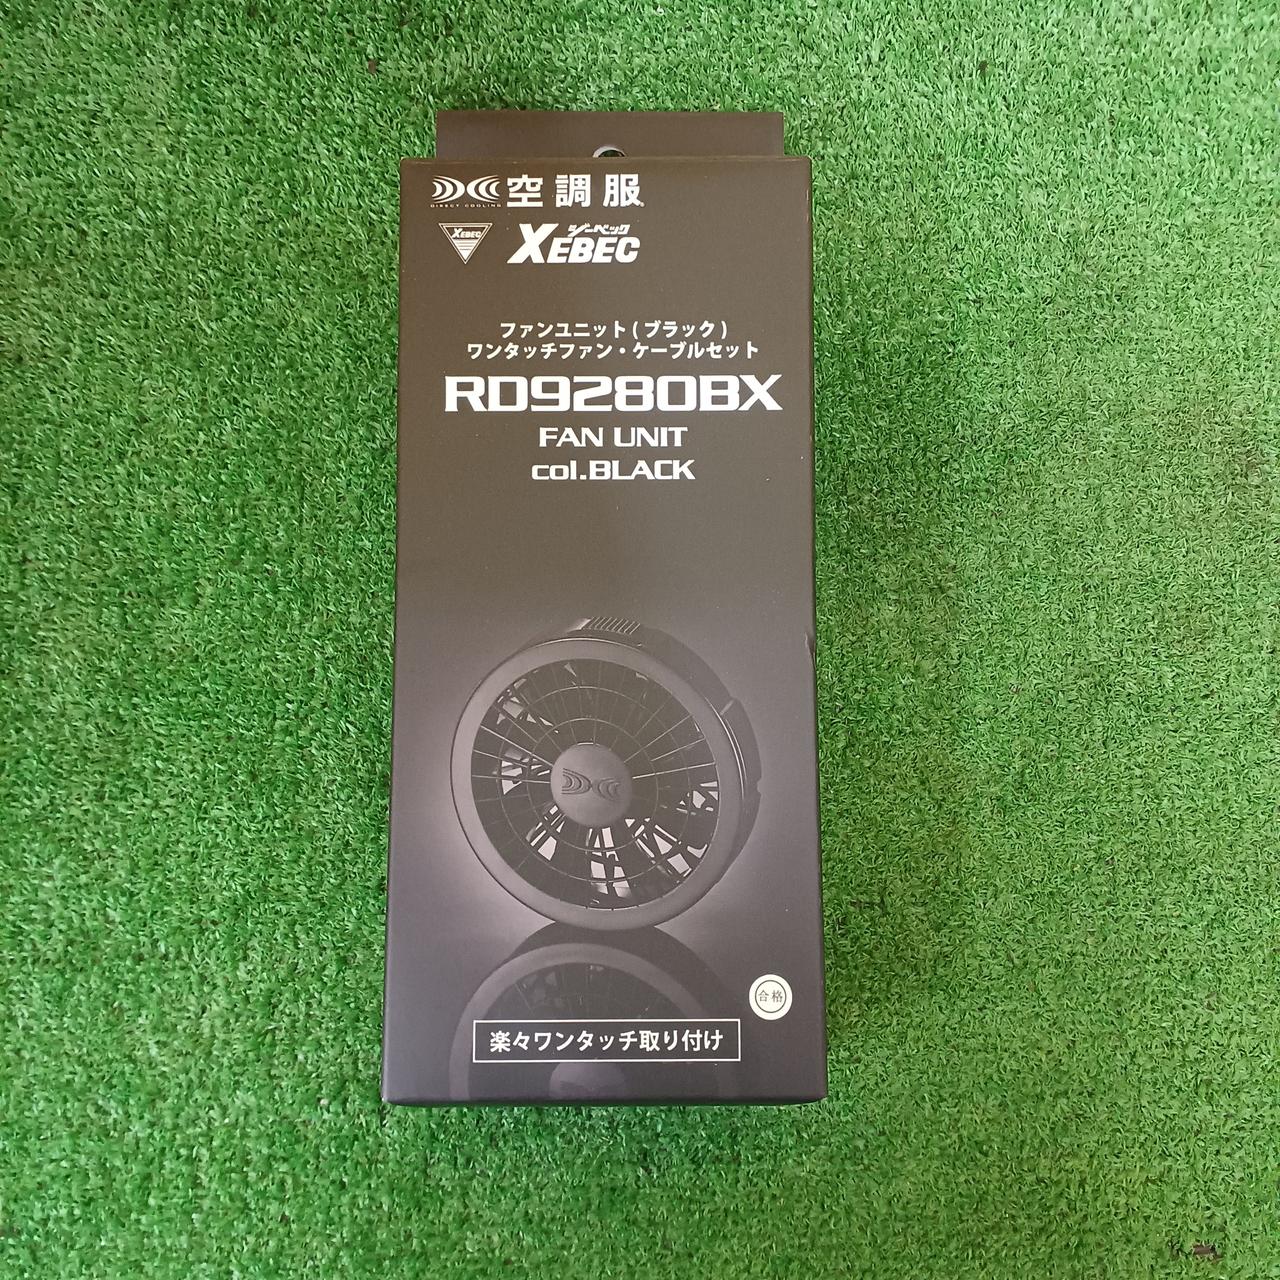 空調服
DIRECT COOLING
XEBEC
ジーベック
XEBEC
ファンユニット(ブラック)
ワンタッチファン・ケーブルセット
RD9280BX
FAN UNIT
col.BLACK
合格
楽々ワンタッチ取り付け